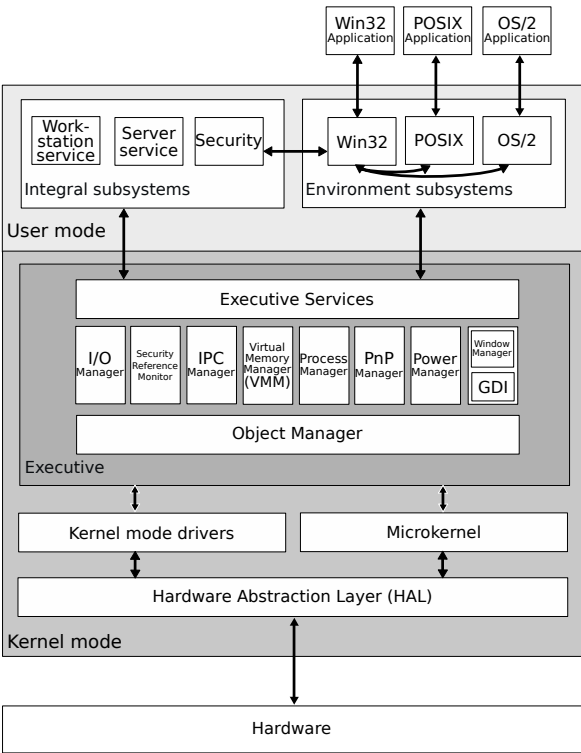 Win32
Application
POSIX
Application
OS/2
Application
Work-
station
service
Server
service
Security
Integral subsystems
Win32
POSIX
OS/2
Environment subsystems
User mode
Executive Services
I/O
Manager
Security
Reference
Monitor
IPC
Manager
Virtual
Memory
Manager
(VMM)
Process
Manager
PnP
Manager
Power
Manager
Window
Manager
GDI
Object Manager
Executive
Kernel mode drivers
Microkernel
Hardware Abstraction Layer (HAL)
Kernel mode
Hardware